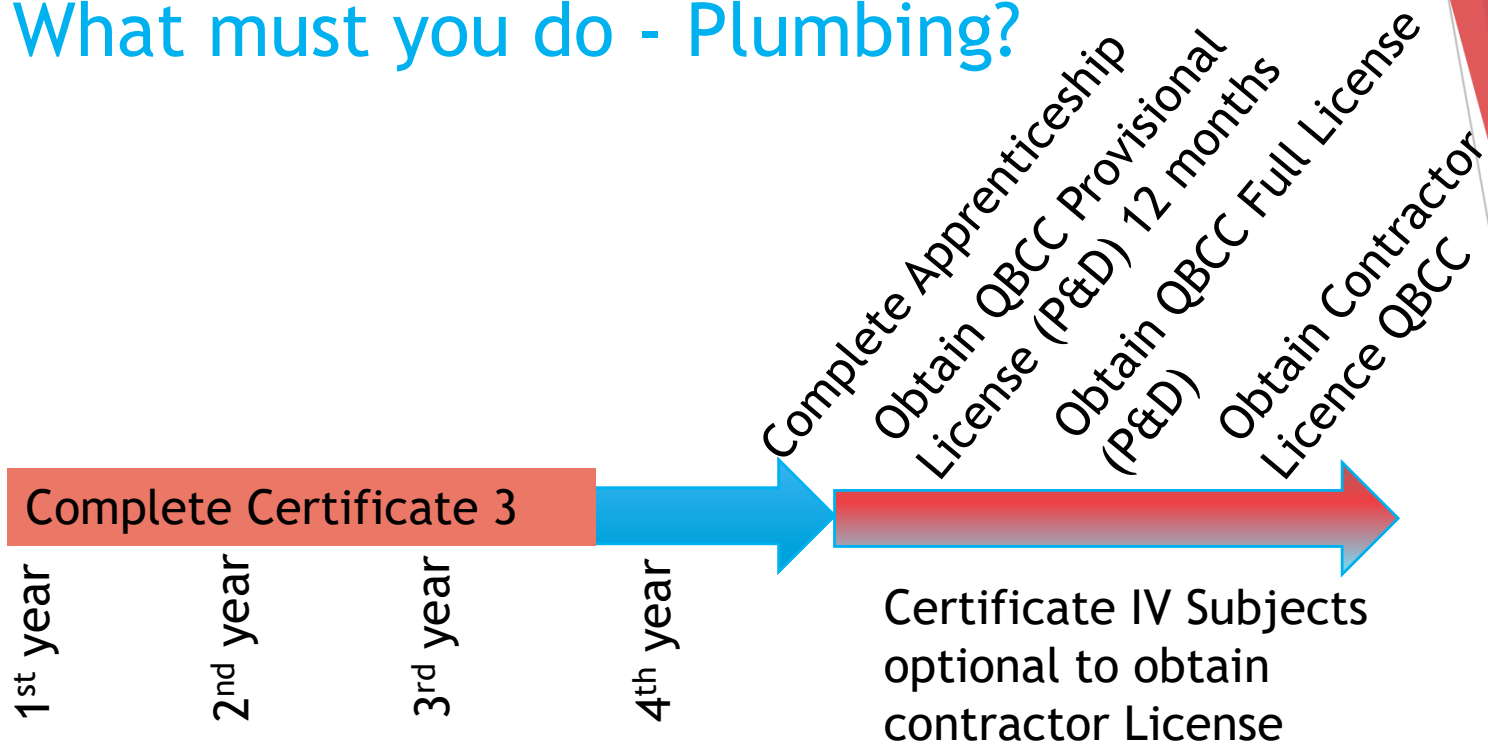 What must you do - Plumbing?
Complete Apprenticeship
Obtain QBCC Provisional
License (P&D) 12 months
Obtain QBCC Full License
(P&D)
Obtain Contractor
Licence QBCC
Complete Certificate 3
1st year
2nd year
3rd year
4th year
Certificate IV Subjects
optional to obtain
contractor License